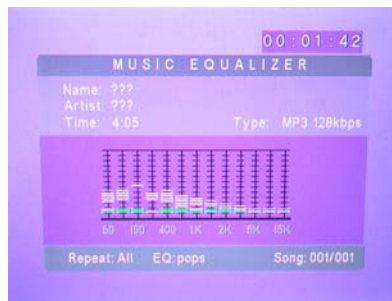 00:01:42
MUSIC EQUALIZER
Name: ???
Artist: ???
Time: 4:05 Type: MP3 128kbps
60 150 400 1K 2K 6K 15K
Repeat: All EQ:pops Song: 001/001